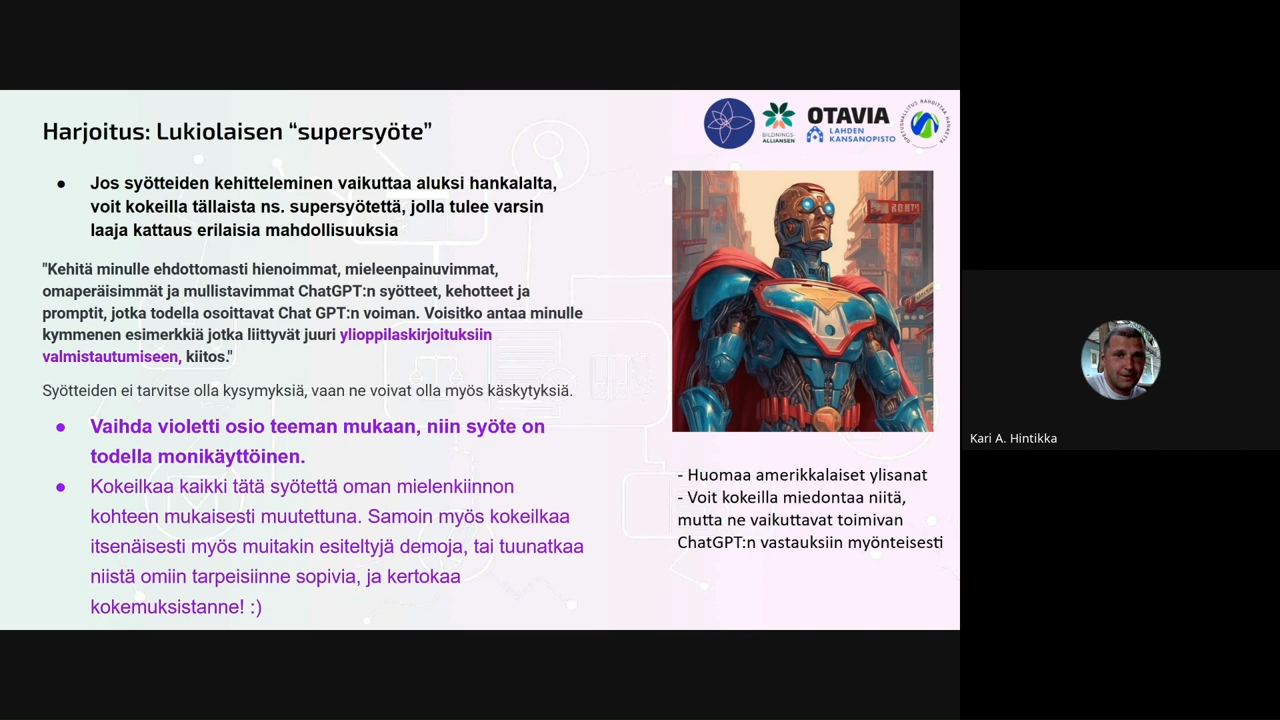 Harjoitus: Lukiolaisen “supersyöte”
BILDNINGS-
ALLIANSEN
OTAVIA
LAHDEN
KANSANOPISTO
OPETUSHALLITUS RAHOITTAA HANKETTA
● Jos syötteiden kehitteleminen vaikuttaa aluksi hankalalta,
voit kokeilla tällaista ns. supersyötettä, jolla tulee varsin
laaja kattaus erilaisia mahdollisuuksia
"Kehitä minulle ehdottomasti hienoimmat, mieleenpainuvimmat,
omaperäisimmät ja mullistavimmat ChatGPT:n syötteet, kehotteet ja
promptit, jotka todella osoittavat Chat GPT:n voiman. Voisitko antaa minulle
kymmenen esimerkkiä jotka liittyvät juuri ylioppilaskirjoituksiin
valmistautumiseen, kiitos."
Syötteiden ei tarvitse olla kysymyksiä, vaan ne voivat olla myös käskytyksiä.
● Vaihda violetti osio teeman mukaan, niin syöte on
todella monikäyttöinen.
● Kokeilkaa kaikki tätä syötettä oman mielenkiinnon
kohteen mukaisesti muutettuna. Samoin myös kokeilkaa
itsenäisesti myös muitakin esiteltyjä demoja, tai tuunatkaa
niistä omiin tarpeisiinne sopivia, ja kertokaa
kokemuksistanne! :)
- Huomaa amerikkalaiset ylisanat
- Voit kokeilla miedontaa niitä,
mutta ne vaikuttavat toimivan
ChatGPT:n vastauksiin myönteisesti
Kari A. Hintikka